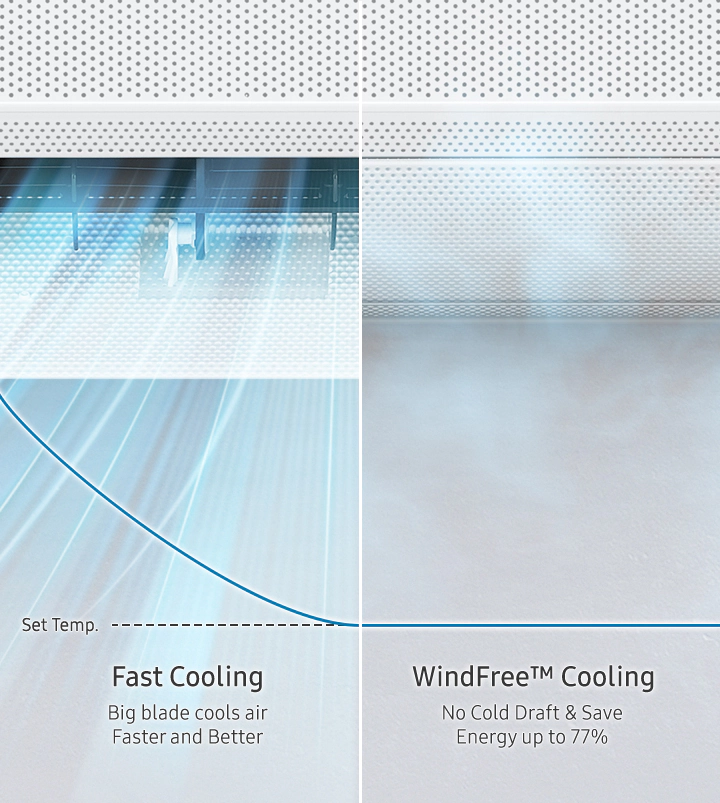 Set Temp.
Fast Cooling
Big blade cools air
Faster and Better
WindFree™ Cooling
No Cold Draft & Save
Energy up to 77%